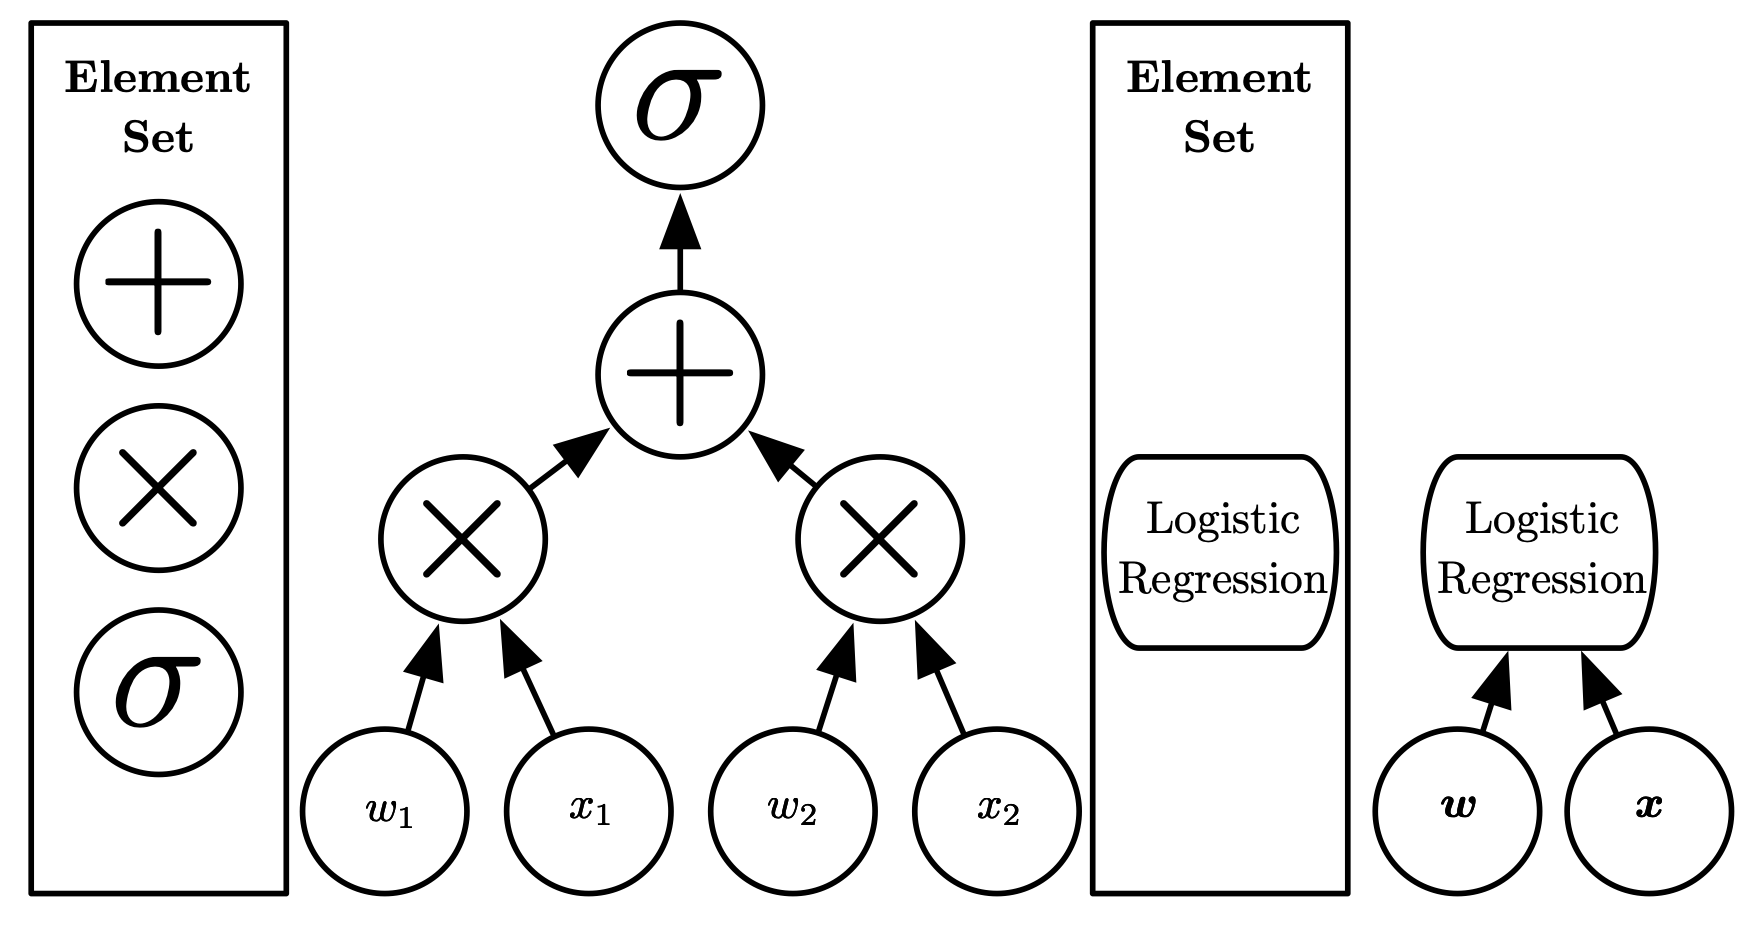 Element
Set
+
×
σ
σ
+
×
×
w₁
x₁
w₂
x₂
Element
Set
Logistic
Regression
Logistic
Regression
w
x